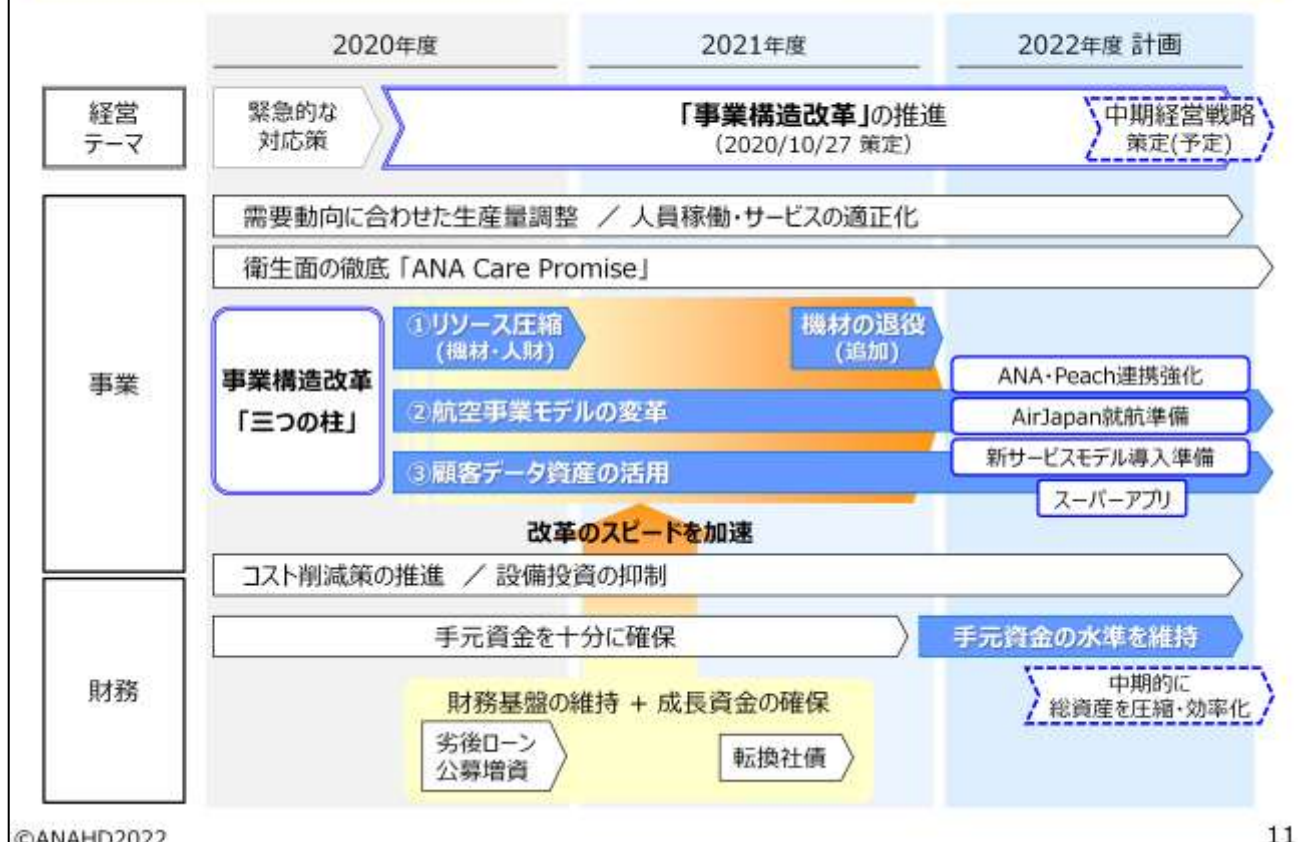 2020年度
2021年度
2022年度 計画
経営
テーマ
緊急的な
対応策
「事業構造改革」の推進
(2020/10/27 策定)
中期経営戦略
策定(予定)
事業
需要動向に合わせた生産量調整 ／ 人員稼働・サービスの適正化
衛生面の徹底「ANA Care Promise」
事業構造改革
「三つの柱」
①リソース圧縮
(機材・人財)
機材の退役
(追加)
②航空事業モデルの変革
③顧客データ資産の活用
ANA・Peach連携強化
AirJapan就航準備
新サービスモデル導入準備
スーパーアプリ
改革のスピードを加速
コスト削減策の推進 ／ 設備投資の抑制
財務
手元資金を十分に確保
手元資金の水準を維持
中期的に
総資産を圧縮・効率化
財務基盤の維持 + 成長資金の確保
劣後ローン
公募増資
転換社債
©ANAHD2022
11